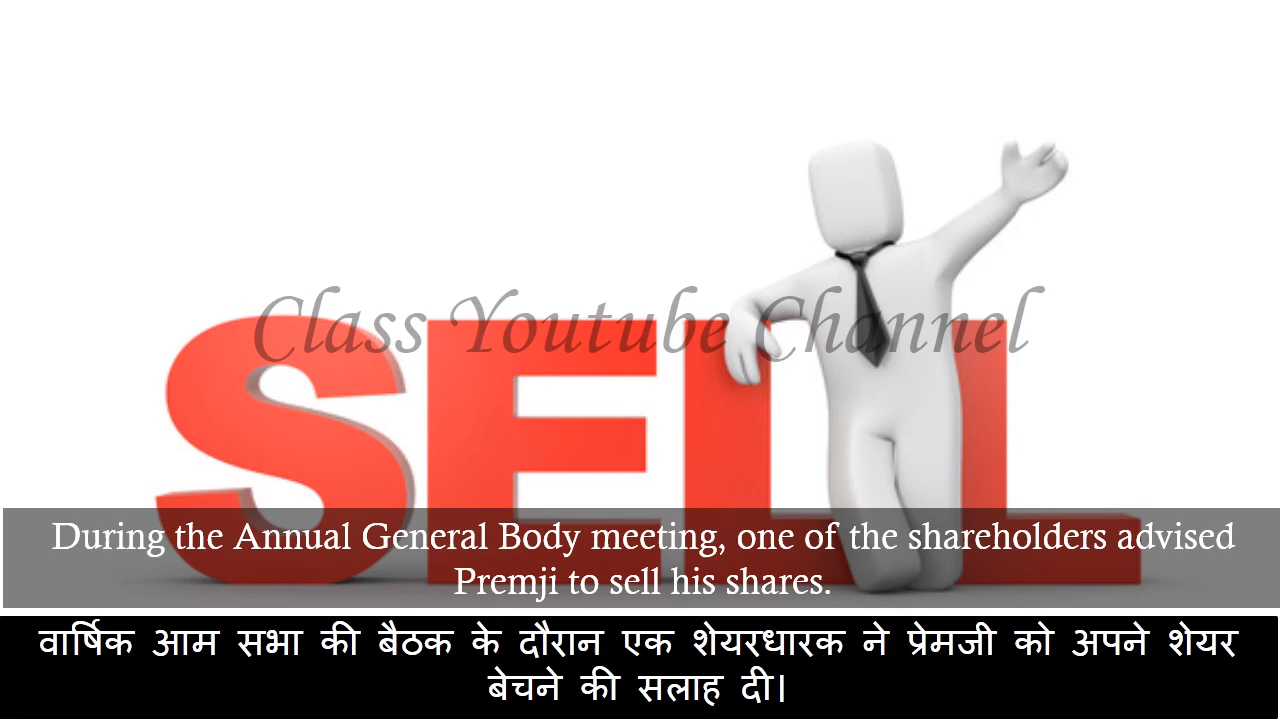 Class Youtube Channel
SELL
During the Annual General Body meeting, one of the shareholders advised
Premji to sell his shares.
वार्षिक आम सभा की बैठक के दौरान एक शेयरधारक ने प्रेमजी को अपने शेयर
बेचने की सलाह दी।